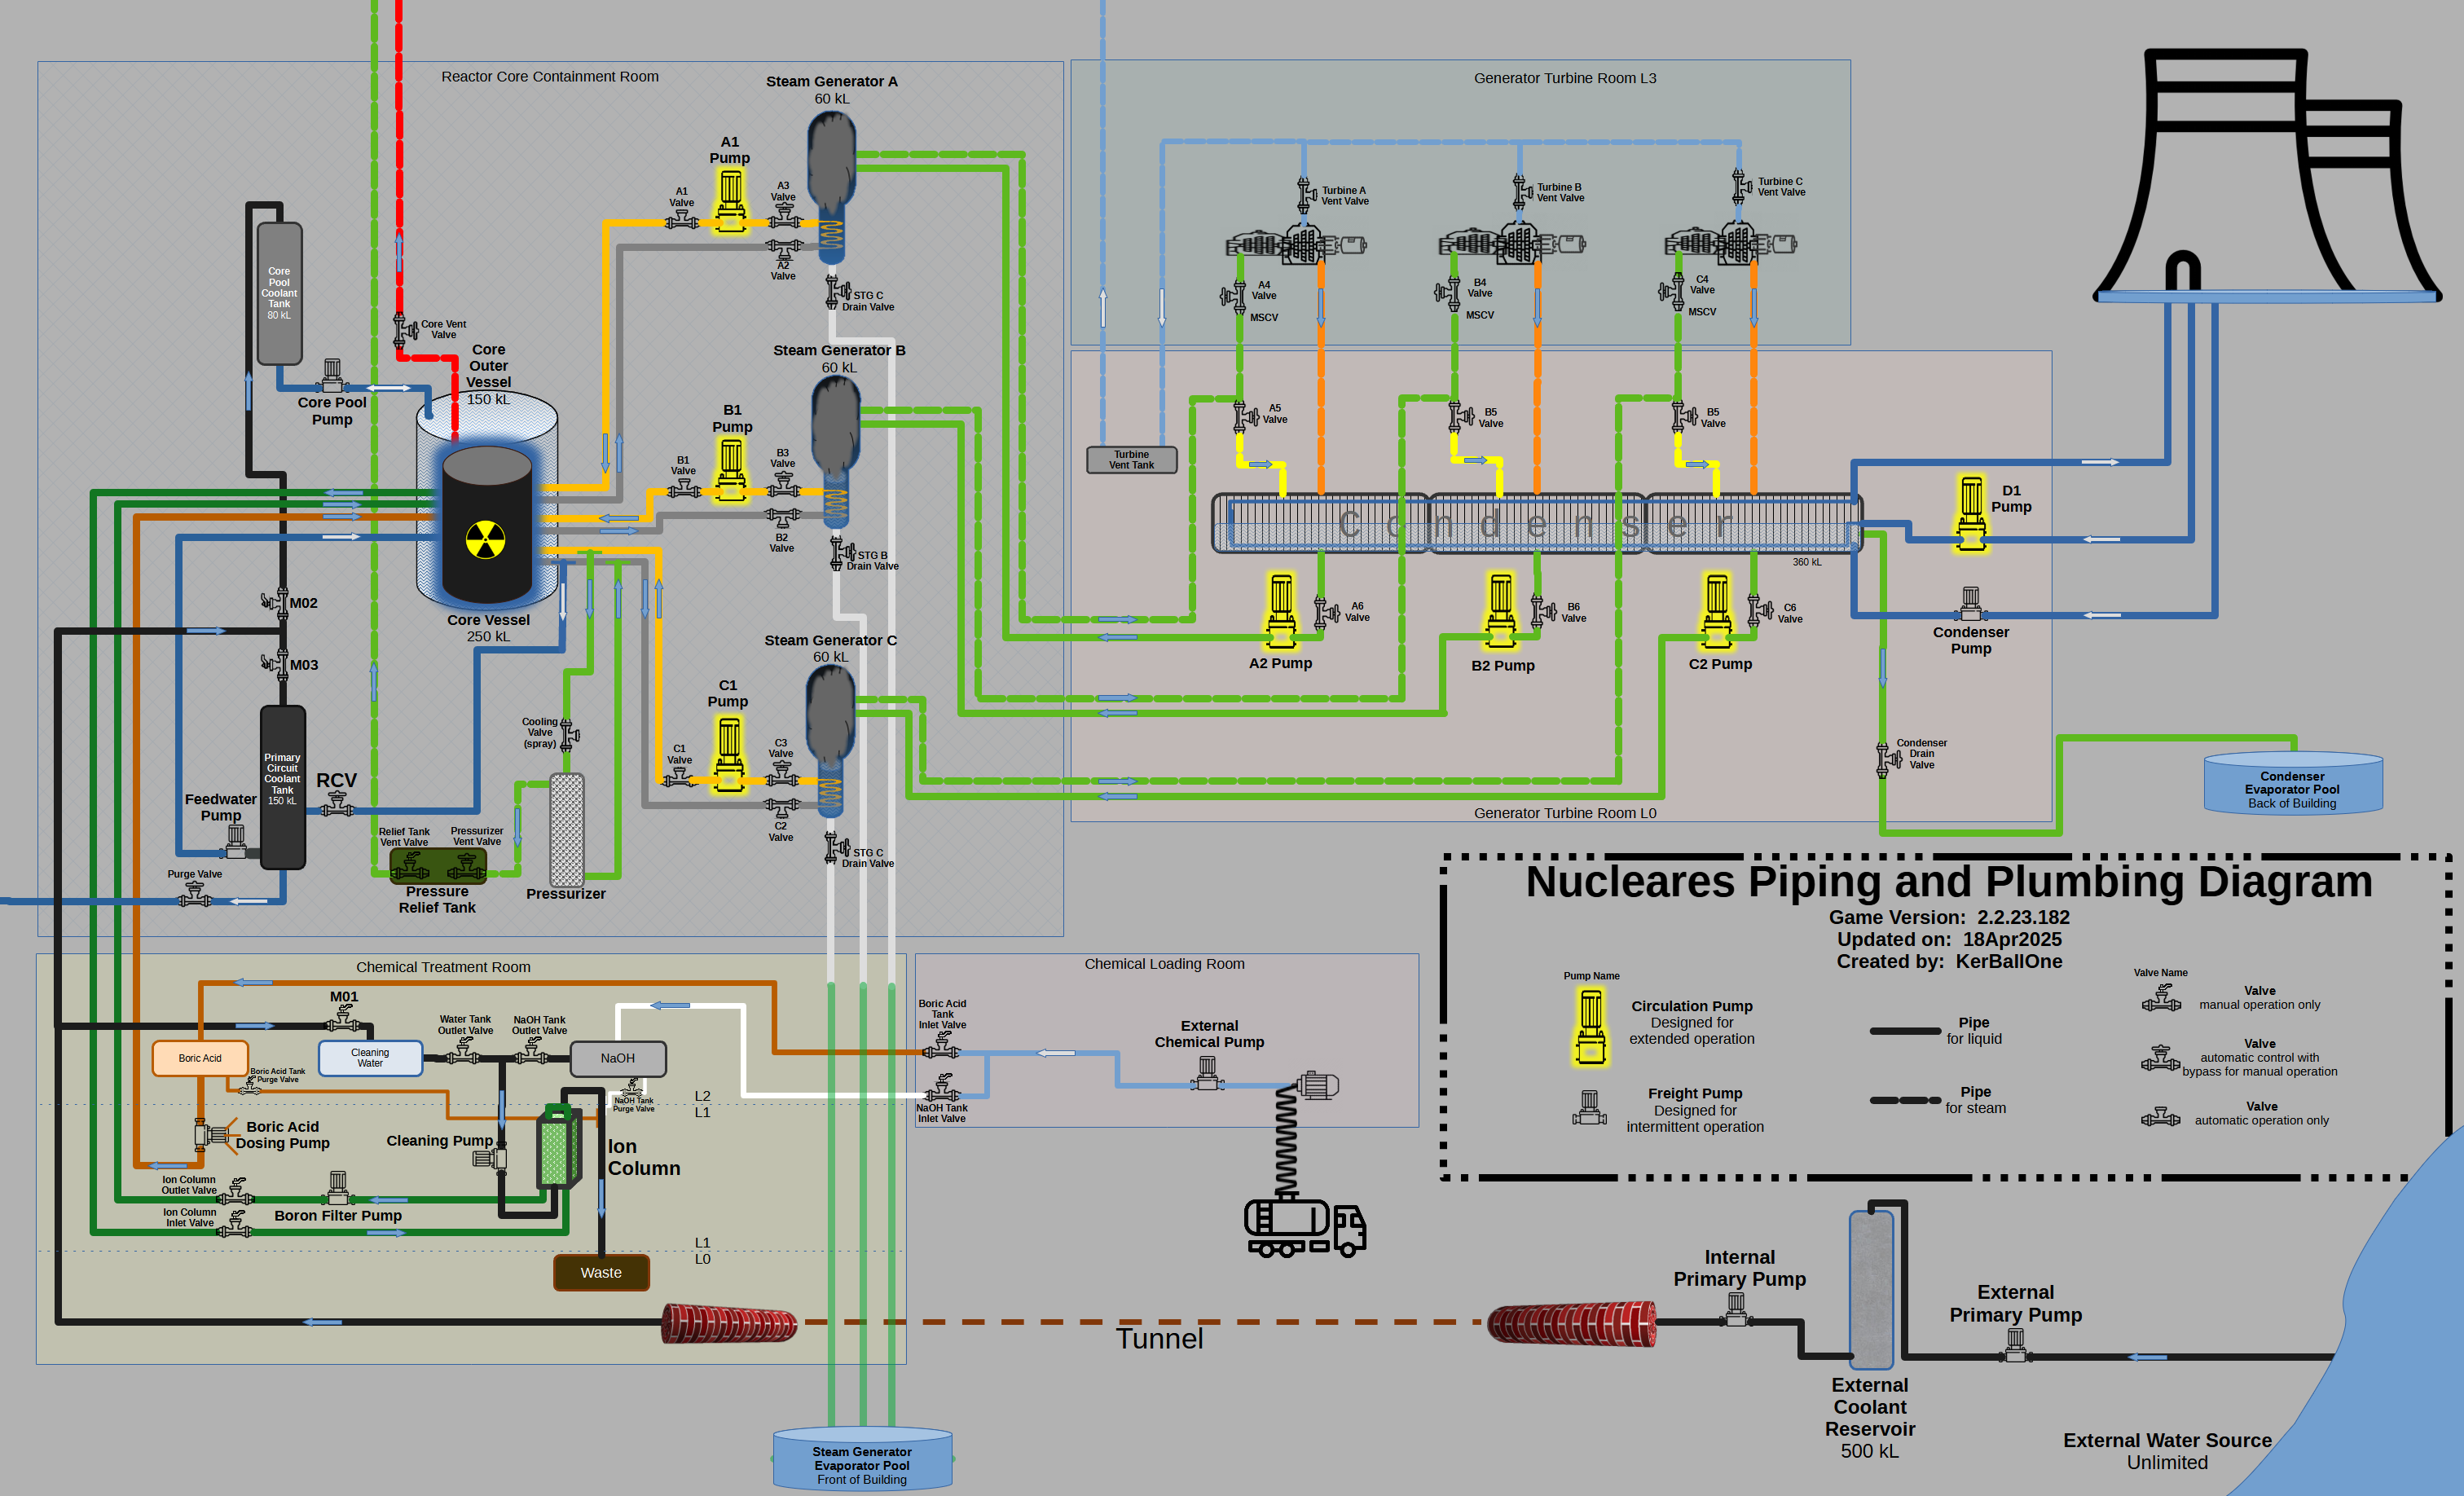 Reactor Core Containment Room
Steam Generator A
60 kL
A1
Pump
A1
Valve
A3
Valve
A2
Valve
STG C
Drain Valve
Core
Pool
Coolant
Tank
80 kL
Core Vent
Valve
Core Pool
Pump
Core
Outer
Vessel
150 kL
Steam Generator B
60 kL
B1
Pump
B1
Valve
B3
Valve
B2
Valve
STG B
Drain Valve
Core Vessel
250 kL
M02
M03
Steam Generator C
60 kL
C1
Pump
C1
Valve
C3
Valve
C2
Valve
STG C
Drain Valve
Cooling
Valve
(spray)
Primary
Circuit
Coolant
Tank
150 kL
RCV
Feedwater
Pump
Relief Tank
Vent Valve
Pressurizer
Vent Valve
Purge Valve
Pressure
Relief Tank
Pressurizer
Generator Turbine Room L3
Turbine A
Vent Valve
Turbine B
Vent Valve
Turbine C
Vent Valve
A4
Valve
MSCV
B4
Valve
MSCV
C4
Valve
MSCV
A5
Valve
B5
Valve
B5
Valve
Turbine
Vent Tank
Condenser
360 kL
D1
Pump
A6
Valve
B6
Valve
C6
Valve
A2 Pump
B2 Pump
C2 Pump
Condenser
Pump
Condenser
Drain
Valve
Generator Turbine Room L0
Condenser
Evaporator Pool
Back of Building
Nucleares Piping and Plumbing Diagram
Game Version: 2.2.23.182
Updated on: 18Apr2025
Created by: KerBallOne
Pump Name
Circulation Pump
Designed for
extended operation
Freight Pump
Designed for
intermittent operation
Pipe
for liquid
Pipe
for steam
Valve Name
Valve
manual operation only
Valve
automatic control with
bypass for manual operation
Valve
automatic operation only
Chemical Treatment Room
M01
Water Tank
Outlet Valve
NaOH Tank
Outlet Valve
Boric Acid
Cleaning
Water
NaOH
Boric Acid Tank
Purge Valve
NaOH Tank
Purge Valve
L2
L1
Boric Acid
Dosing Pump
Cleaning Pump
Ion
Column
Ion Column
Outlet Valve
Ion Column
Inlet Valve
Boron Filter Pump
L1
L0
Waste
Chemical Loading Room
Boric Acid
Tank
Inlet Valve
External
Chemical Pump
NaOH Tank
Inlet Valve
Tunnel
Internal
Primary Pump
External
Primary Pump
External
Coolant
Reservoir
500 kL
External Water Source
Unlimited
Steam Generator
Evaporator Pool
Front of Building